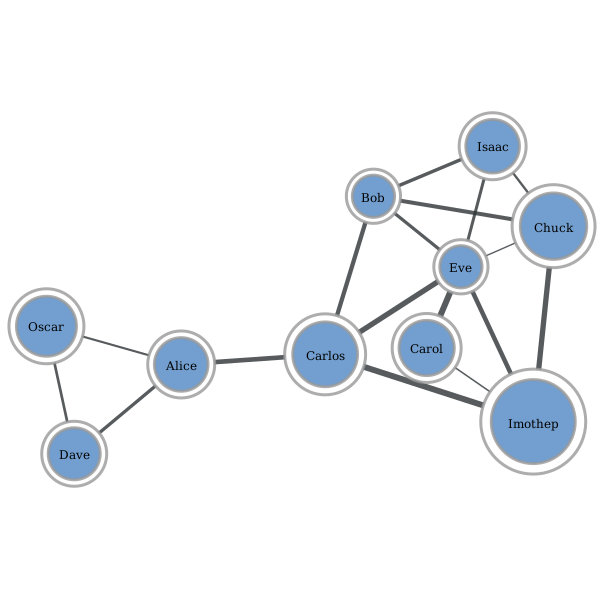 Isaac
Bob
Chuck
Eve
Oscar
Carol
Carlos
Alice
Imothep
Dave